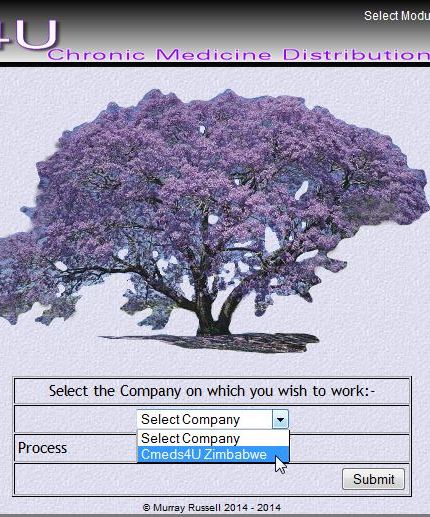 Select Modu
4U
Chronic Medicine Distribution
Select the Company on which you wish to work:-
Select Company
Select Company
Cmeds4U Zimbabwe
Process
Submit
© Murray Russell 2014 - 2014